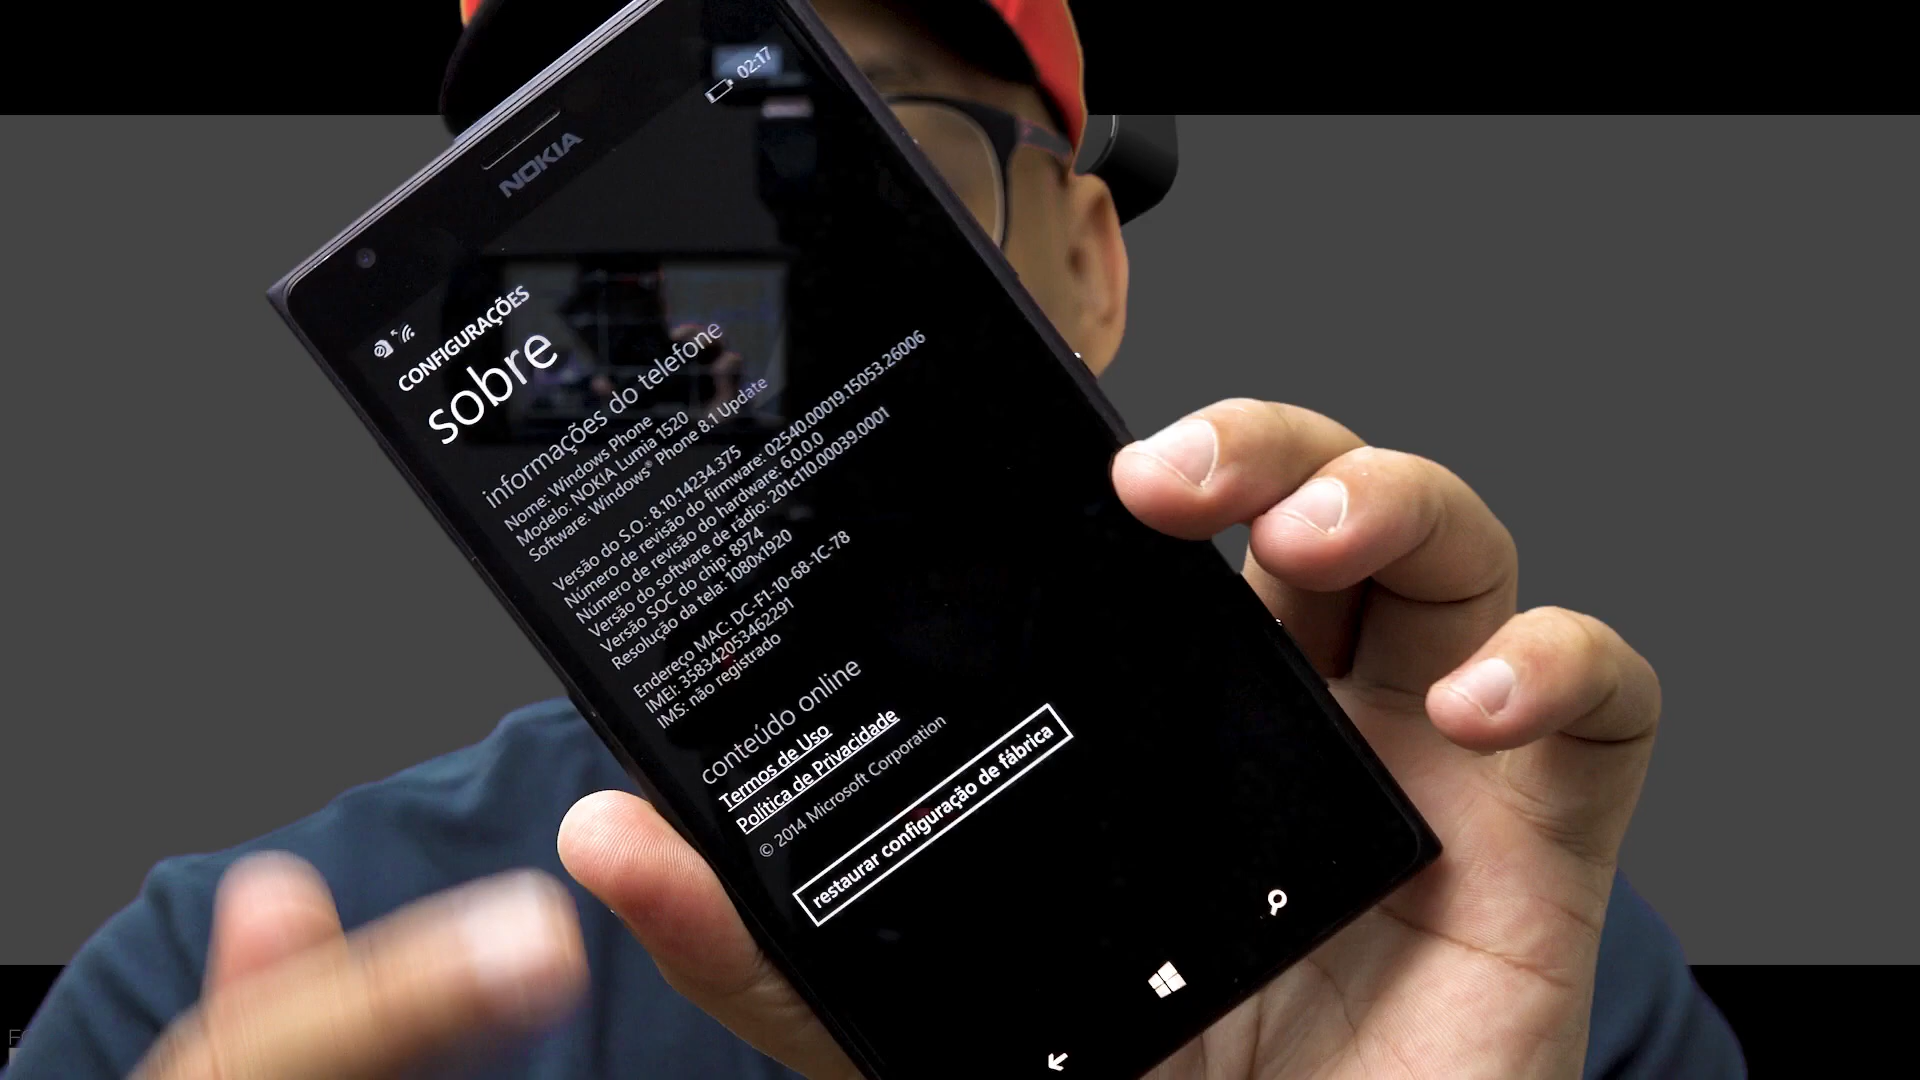 02:17
NOKIA
CONFIGURAÇÕES
sobre
informações do telefone
Nome: Windows Phone
Modelo: NOKIA Lumia 1520
Software: Windows® Phone 8.1 Update
Versão do S.O.: 8.10.14234.375
Número de revisão do firmware: 02540.00019.15053.26006
Número de revisão do hardware: 6.0.0.0
Versão do software de rádio: 201c110.00039.0001
Versão SOC do chip: 8974
Resolução da tela: 1080x1920
Endereço MAC: DC-F1-10-68-1C-78
IMEI: 358342053462291
IMS: não registrado
conteúdo online
Termos de Uso
Política de Privacidade
© 2014 Microsoft Corporation
restaurar configuração de fábrica